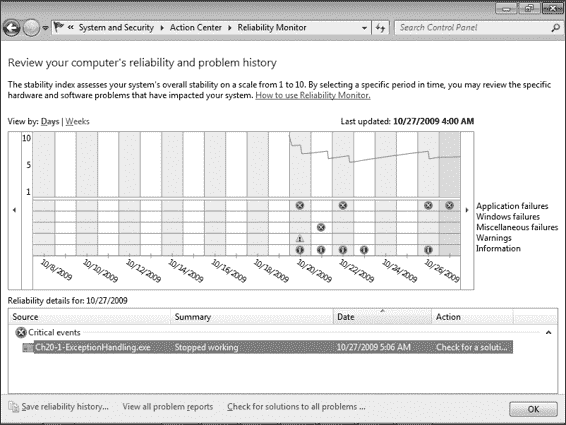 « System and Security ▸ Action Center ▸ Reliability Monitor
Search Control Panel
Review your computer's reliability and problem history
The stability index assesses your system's overall stability on a scale from 1 to 10. By selecting a specific period in time, you may review the specific
hardware and software problems that have impacted your system. How to use Reliability Monitor.
View by: Days | Weeks
Last updated: 10/27/2009 4:00 AM
10
5
1
Application failures
Windows failures
Miscellaneous failures
Warnings
Information
10/8/2009
10/10/2009
10/12/2009
10/14/2009
10/16/2009
10/18/2009
10/20/2009
10/22/2009
10/24/2009
10/26/2009
Reliability details for: 10/27/2009
Source Summary Date Action
Critical events
Ch20-1-ExceptionHandling.exe Stopped working 10/27/2009 5:06 AM Check for a soluti...
Save reliability history... View all problem reports Check for solutions to all problems ...
OK